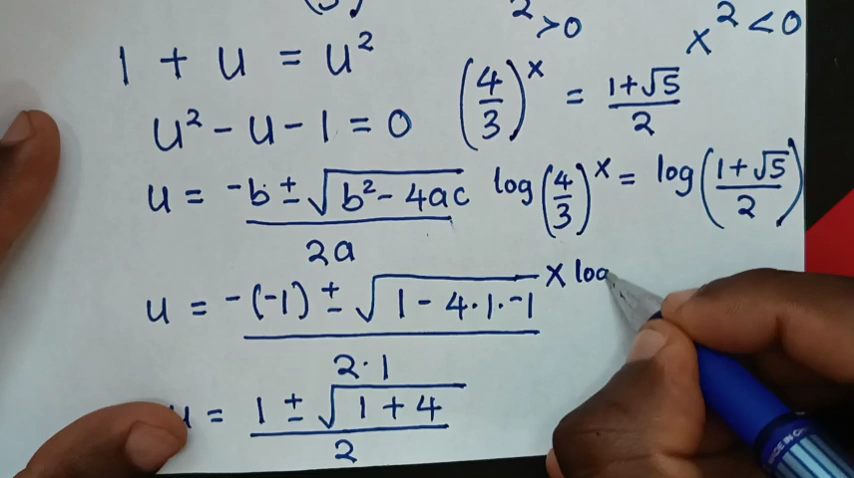 1 + u = u²
u² - u - 1 = 0
u = -b ± √(b² - 4ac) / 2a
u = -(-1) ± √(1 - 4·1·-1) / 2·1
u = 1 ± √(1 + 4) / 2
2 > 0
x² < 0
(4/3)^x = (1+√5)/2
log(4/3)^x = log((1+√5)/2)
x log